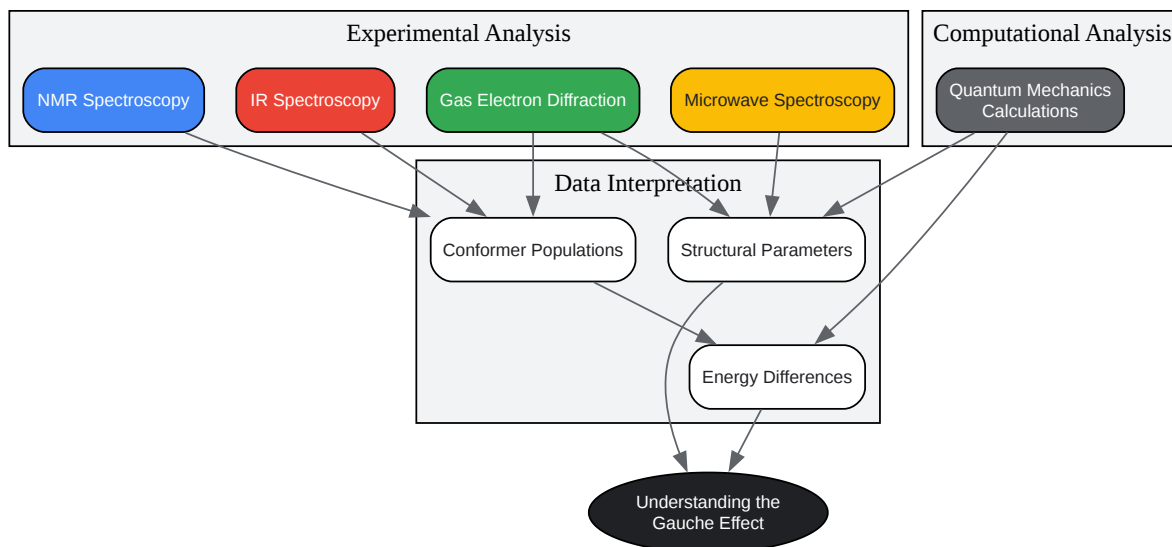 Experimental Analysis
Computational Analysis
NMR Spectroscopy
IR Spectroscopy
Gas Electron Diffraction
Microwave Spectroscopy
Quantum Mechanics
Calculations
Data Interpretation
Conformer Populations
Structural Parameters
Energy Differences
Understanding the
Gauche Effect